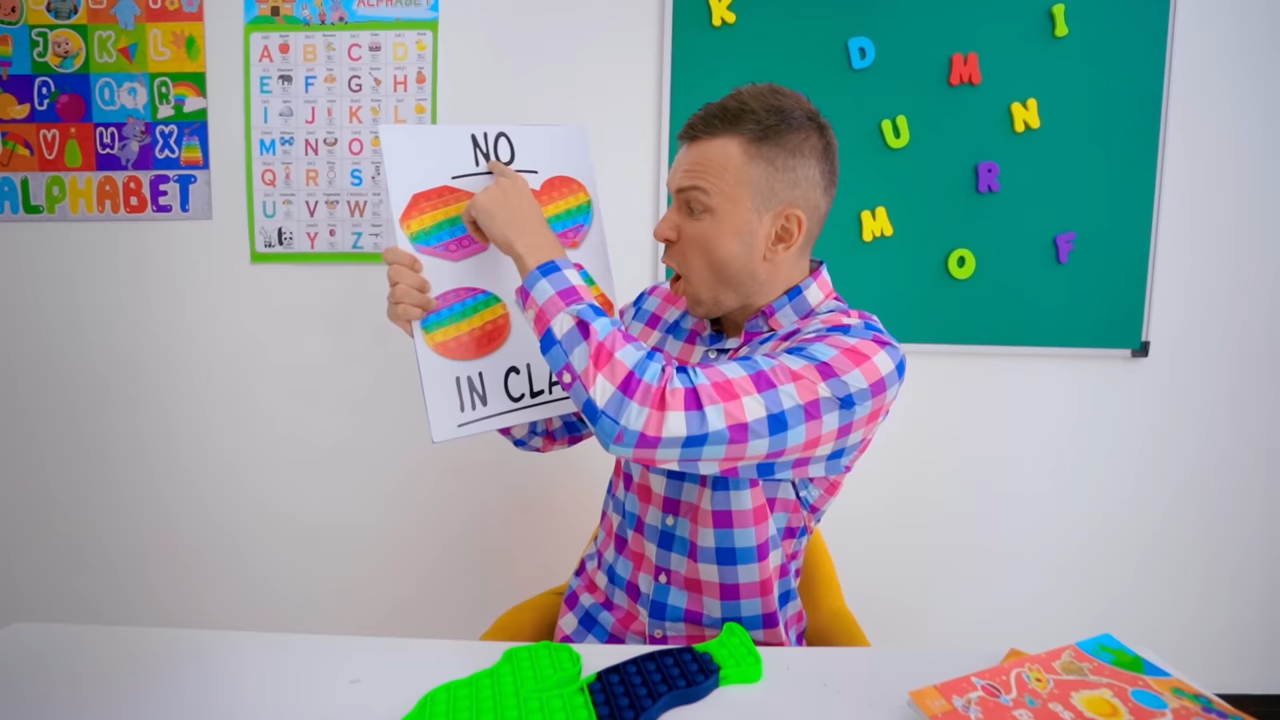 J K L
P Q R
V W X
ALPHABET
ALPHABET
A B C D
E F G H
I J K L
M N O
Q R S
U V W
Y Z
NO
IN CLA
K I
D M
U N
R
M
O F